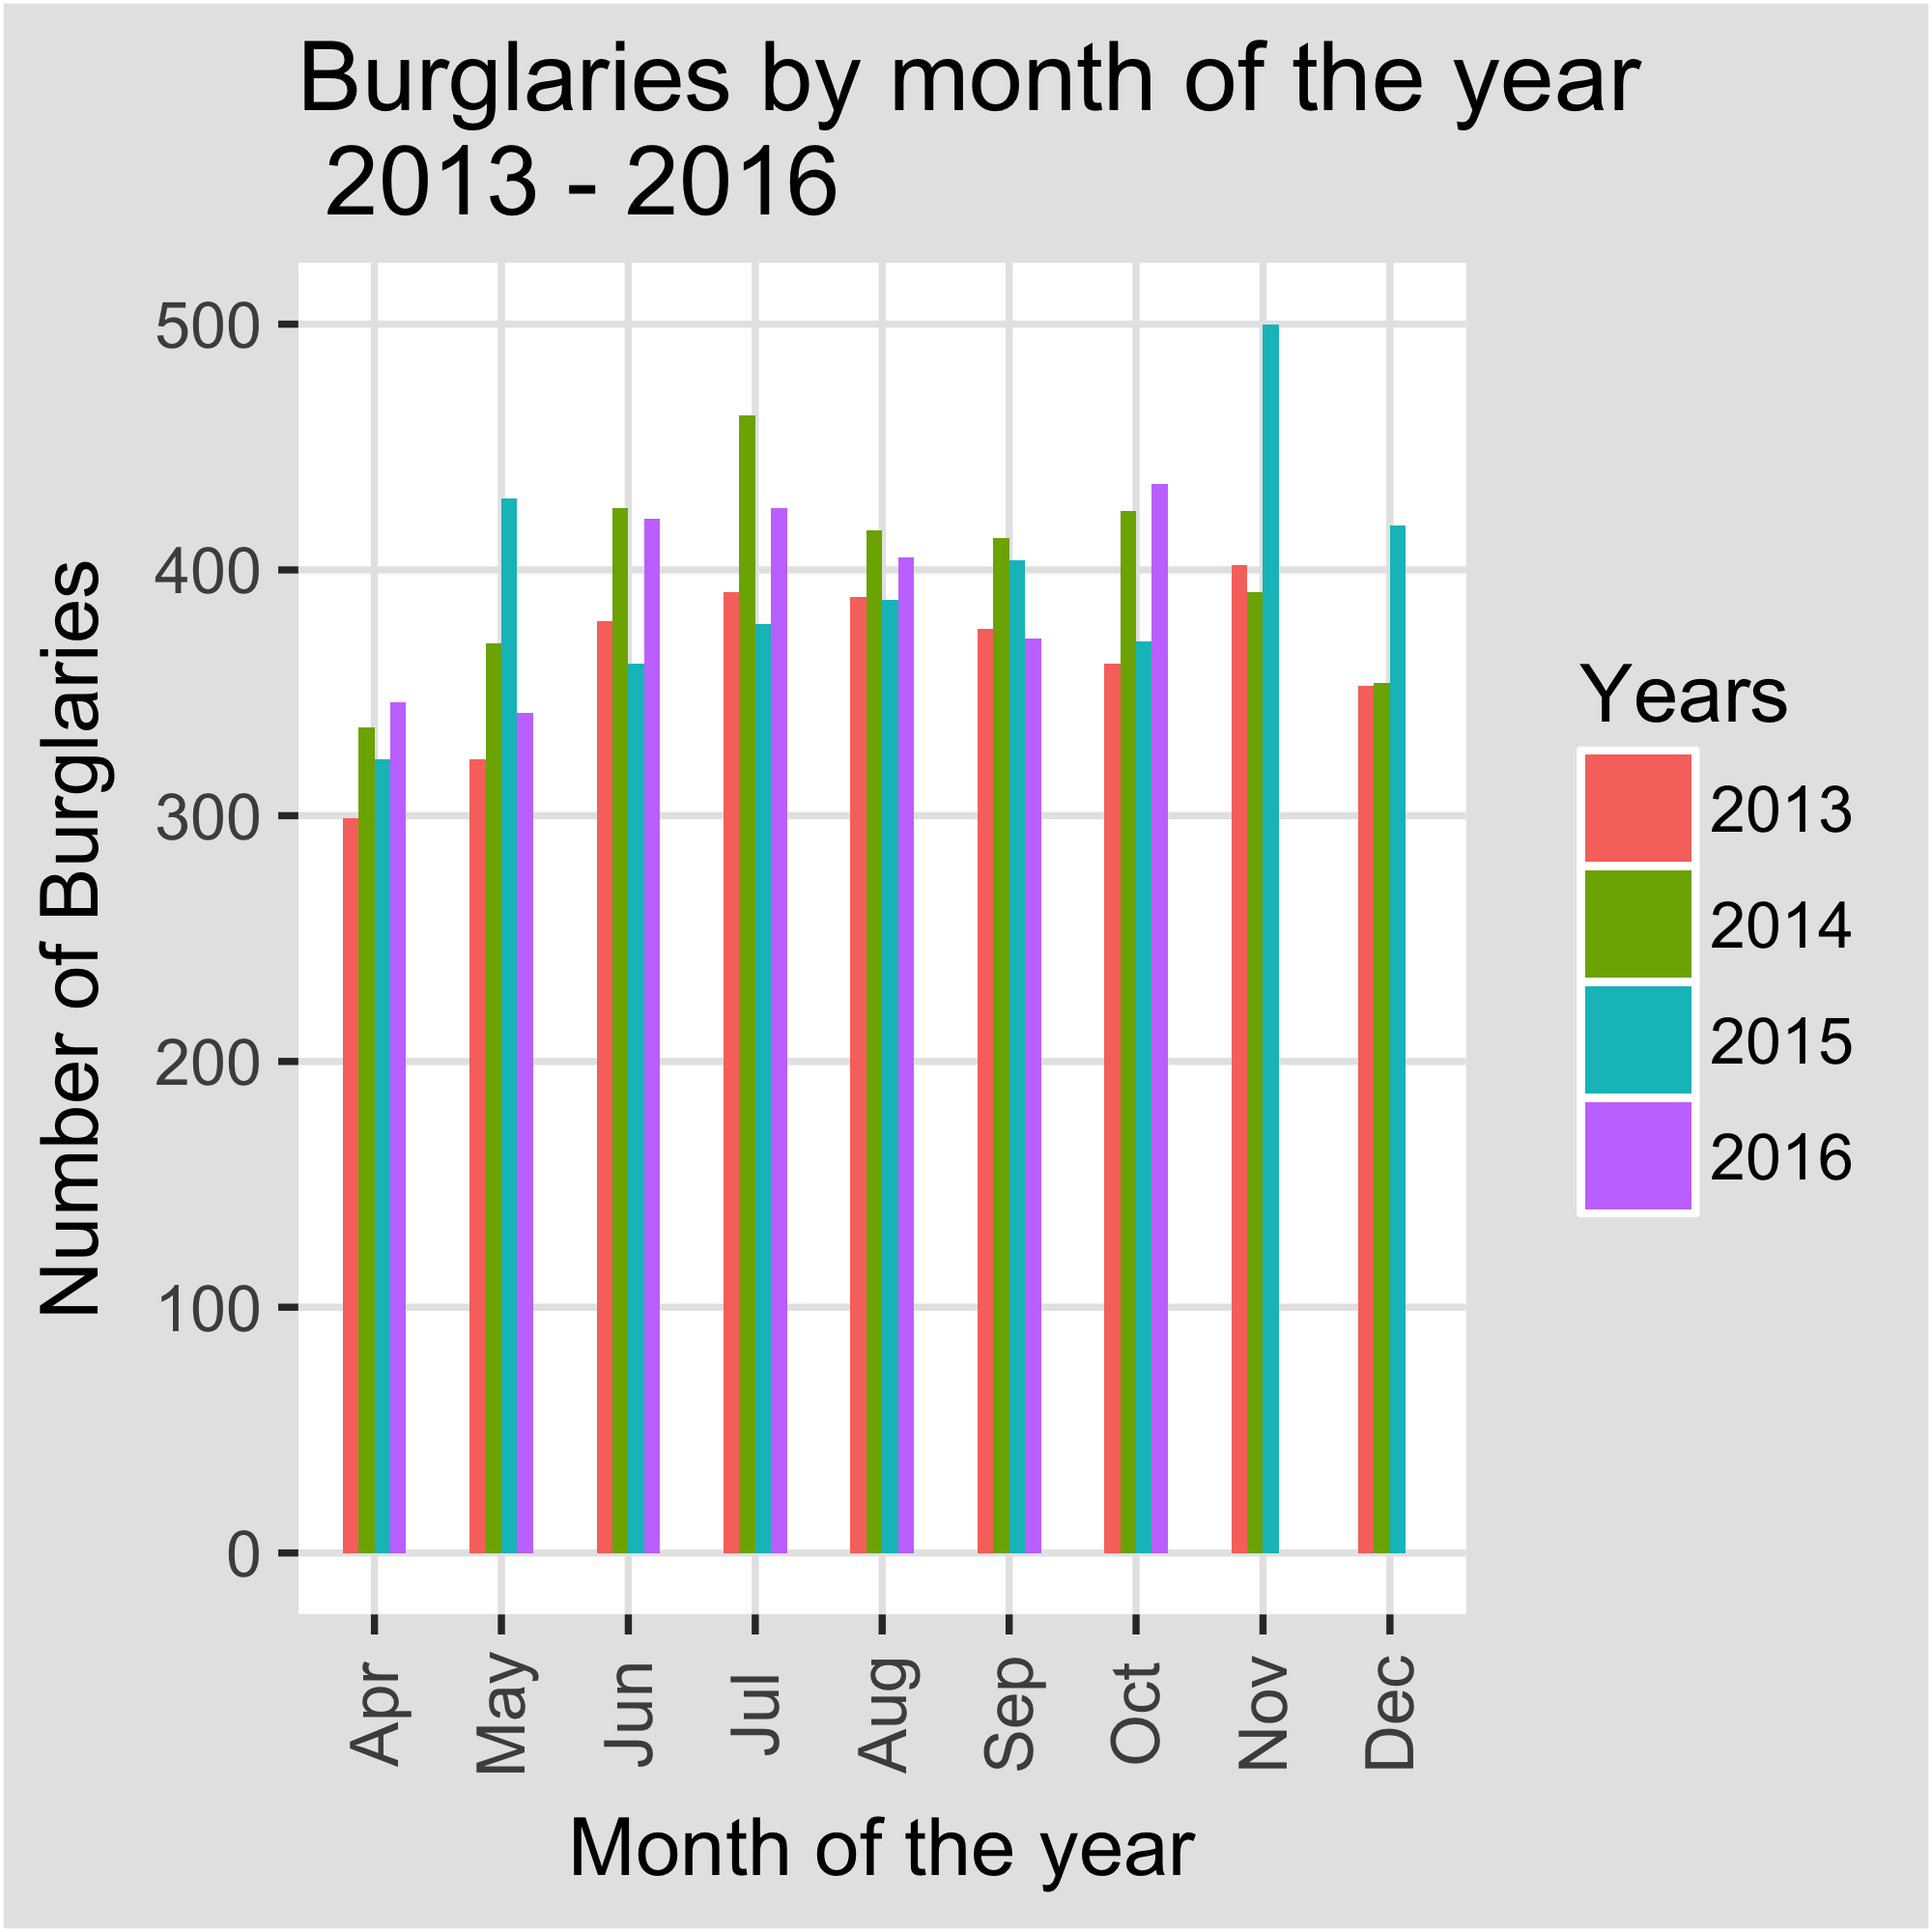 Burglaries by month of the year
2013 - 2016
Number of Burglaries
500
400
300
200
100
0
Apr
May
Jun
Jul
Aug
Sep
Oct
Nov
Dec
Month of the year
Years
2013
2014
2015
2016